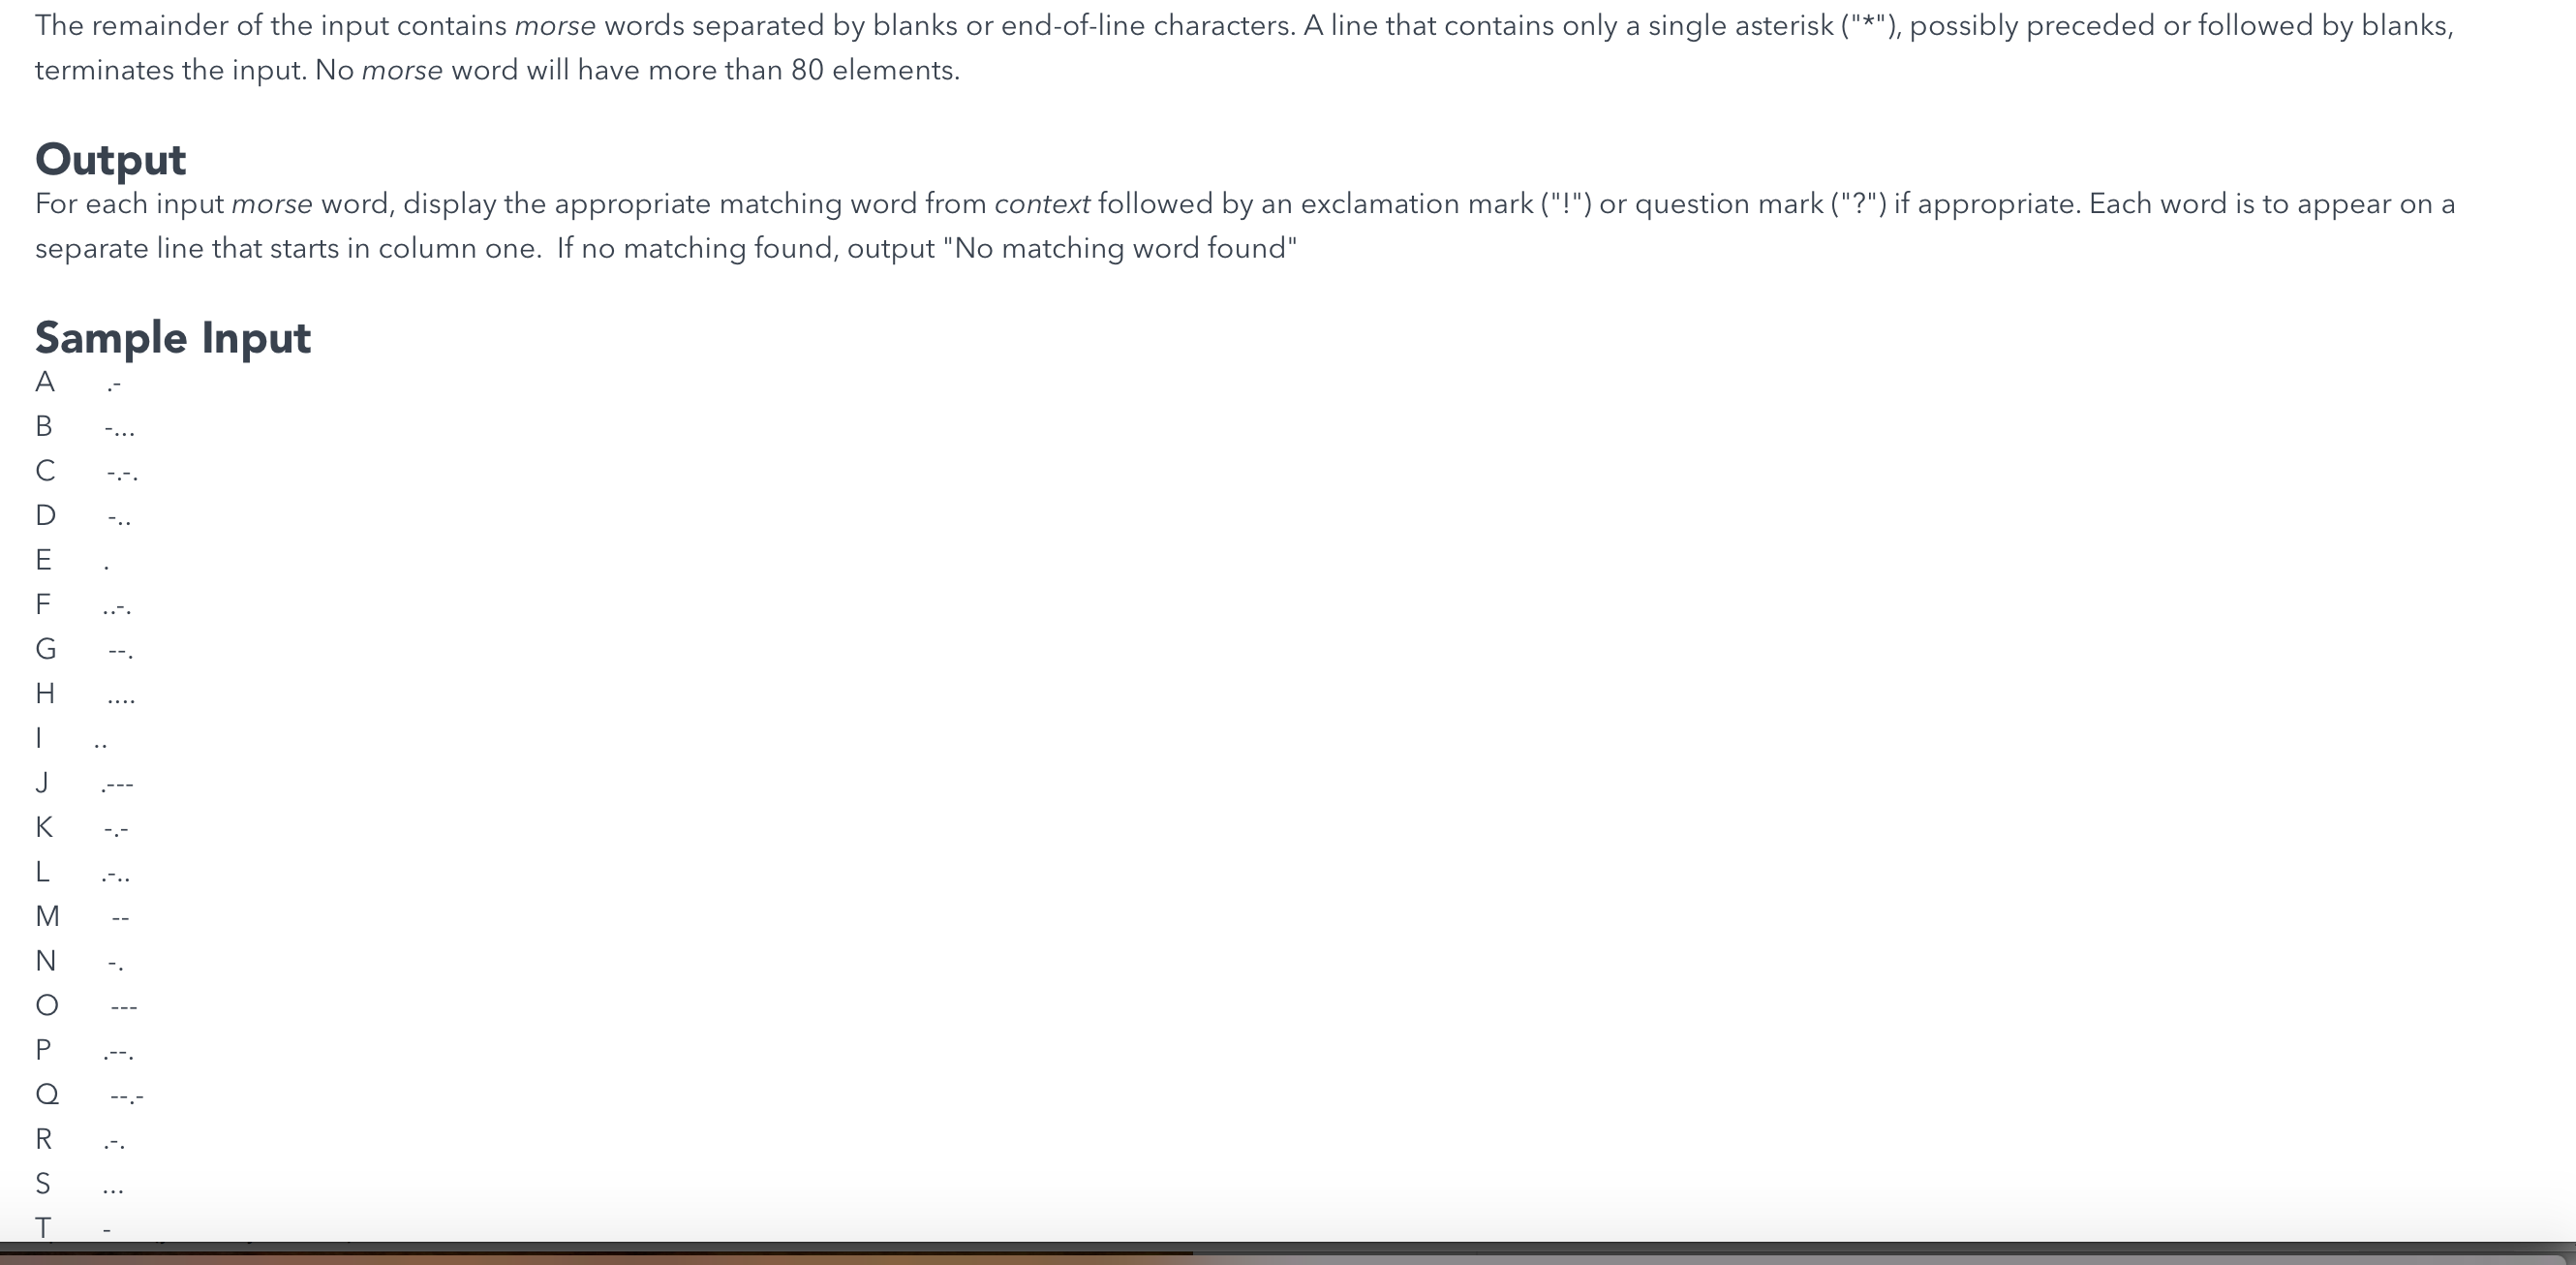 The remainder of the input contains morse words separated by blanks or end-of-line characters. A line that contains only a single asterisk ("*"), possibly preceded or followed by blanks,
terminates the input. No morse word will have more than 80 elements.
Output
For each input morse word, display the appropriate matching word from context followed by an exclamation mark ("!") or question mark ("?") if appropriate. Each word is to appear on a
separate line that starts in column one.  If no matching found, output "No matching word found"
Sample Input
A .-
B -...
C -.-.
D -..
E .
F ..-.
G --.
H ....
I ..
J .---
K -.-
L .-..
M --
N -.
O ---
P .--.
Q --.-
R .-.
S ...
T -